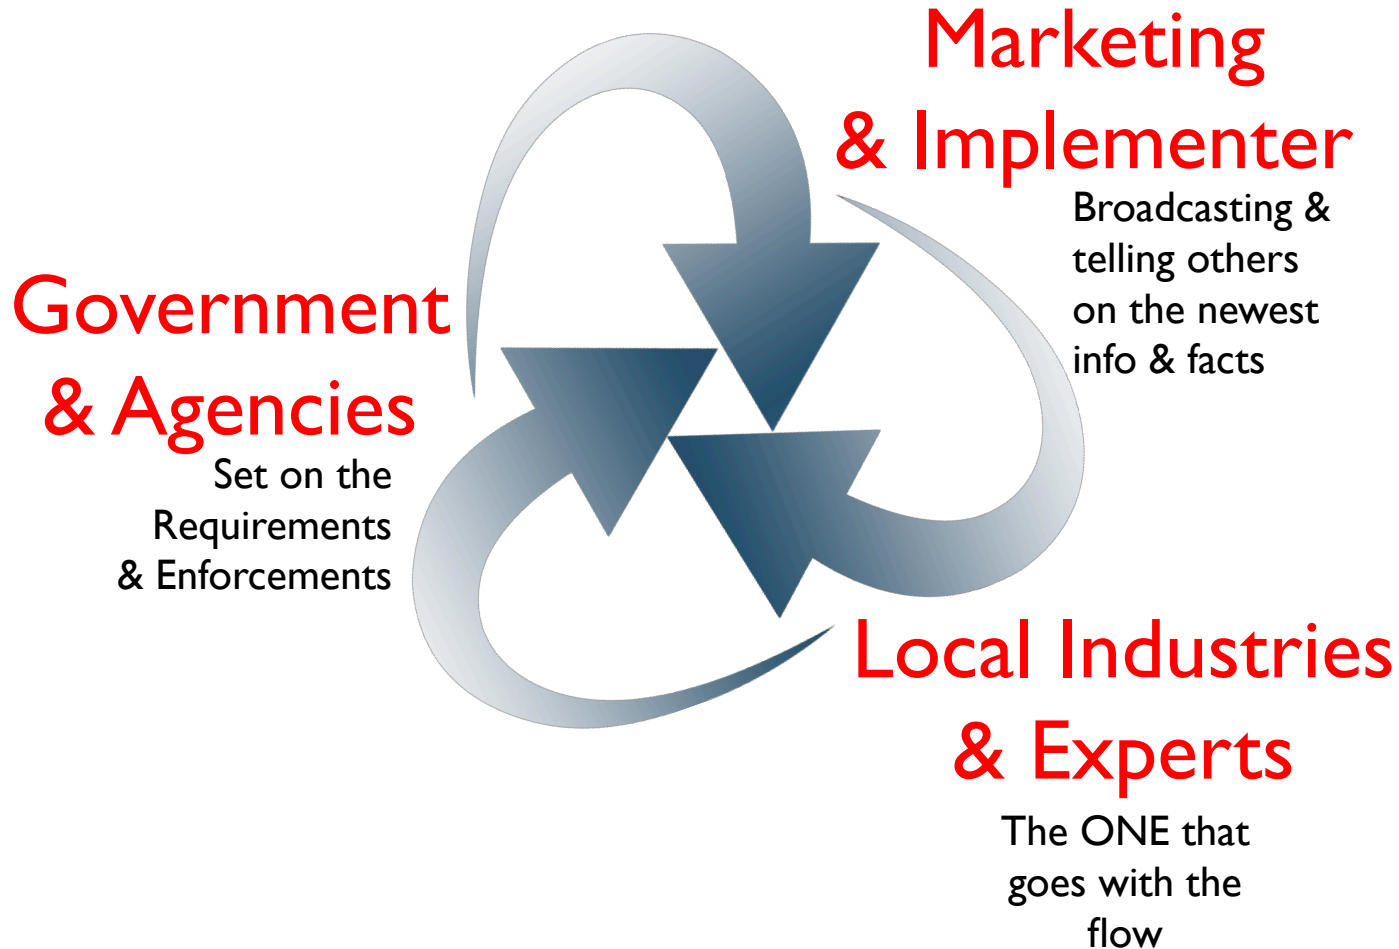 Marketing
& Implementer
Broadcasting &
telling others
on the newest
info & facts
Government
& Agencies
Set on the
Requirements
& Enforcements
Local Industries
& Experts
The ONE that
goes with the
flow